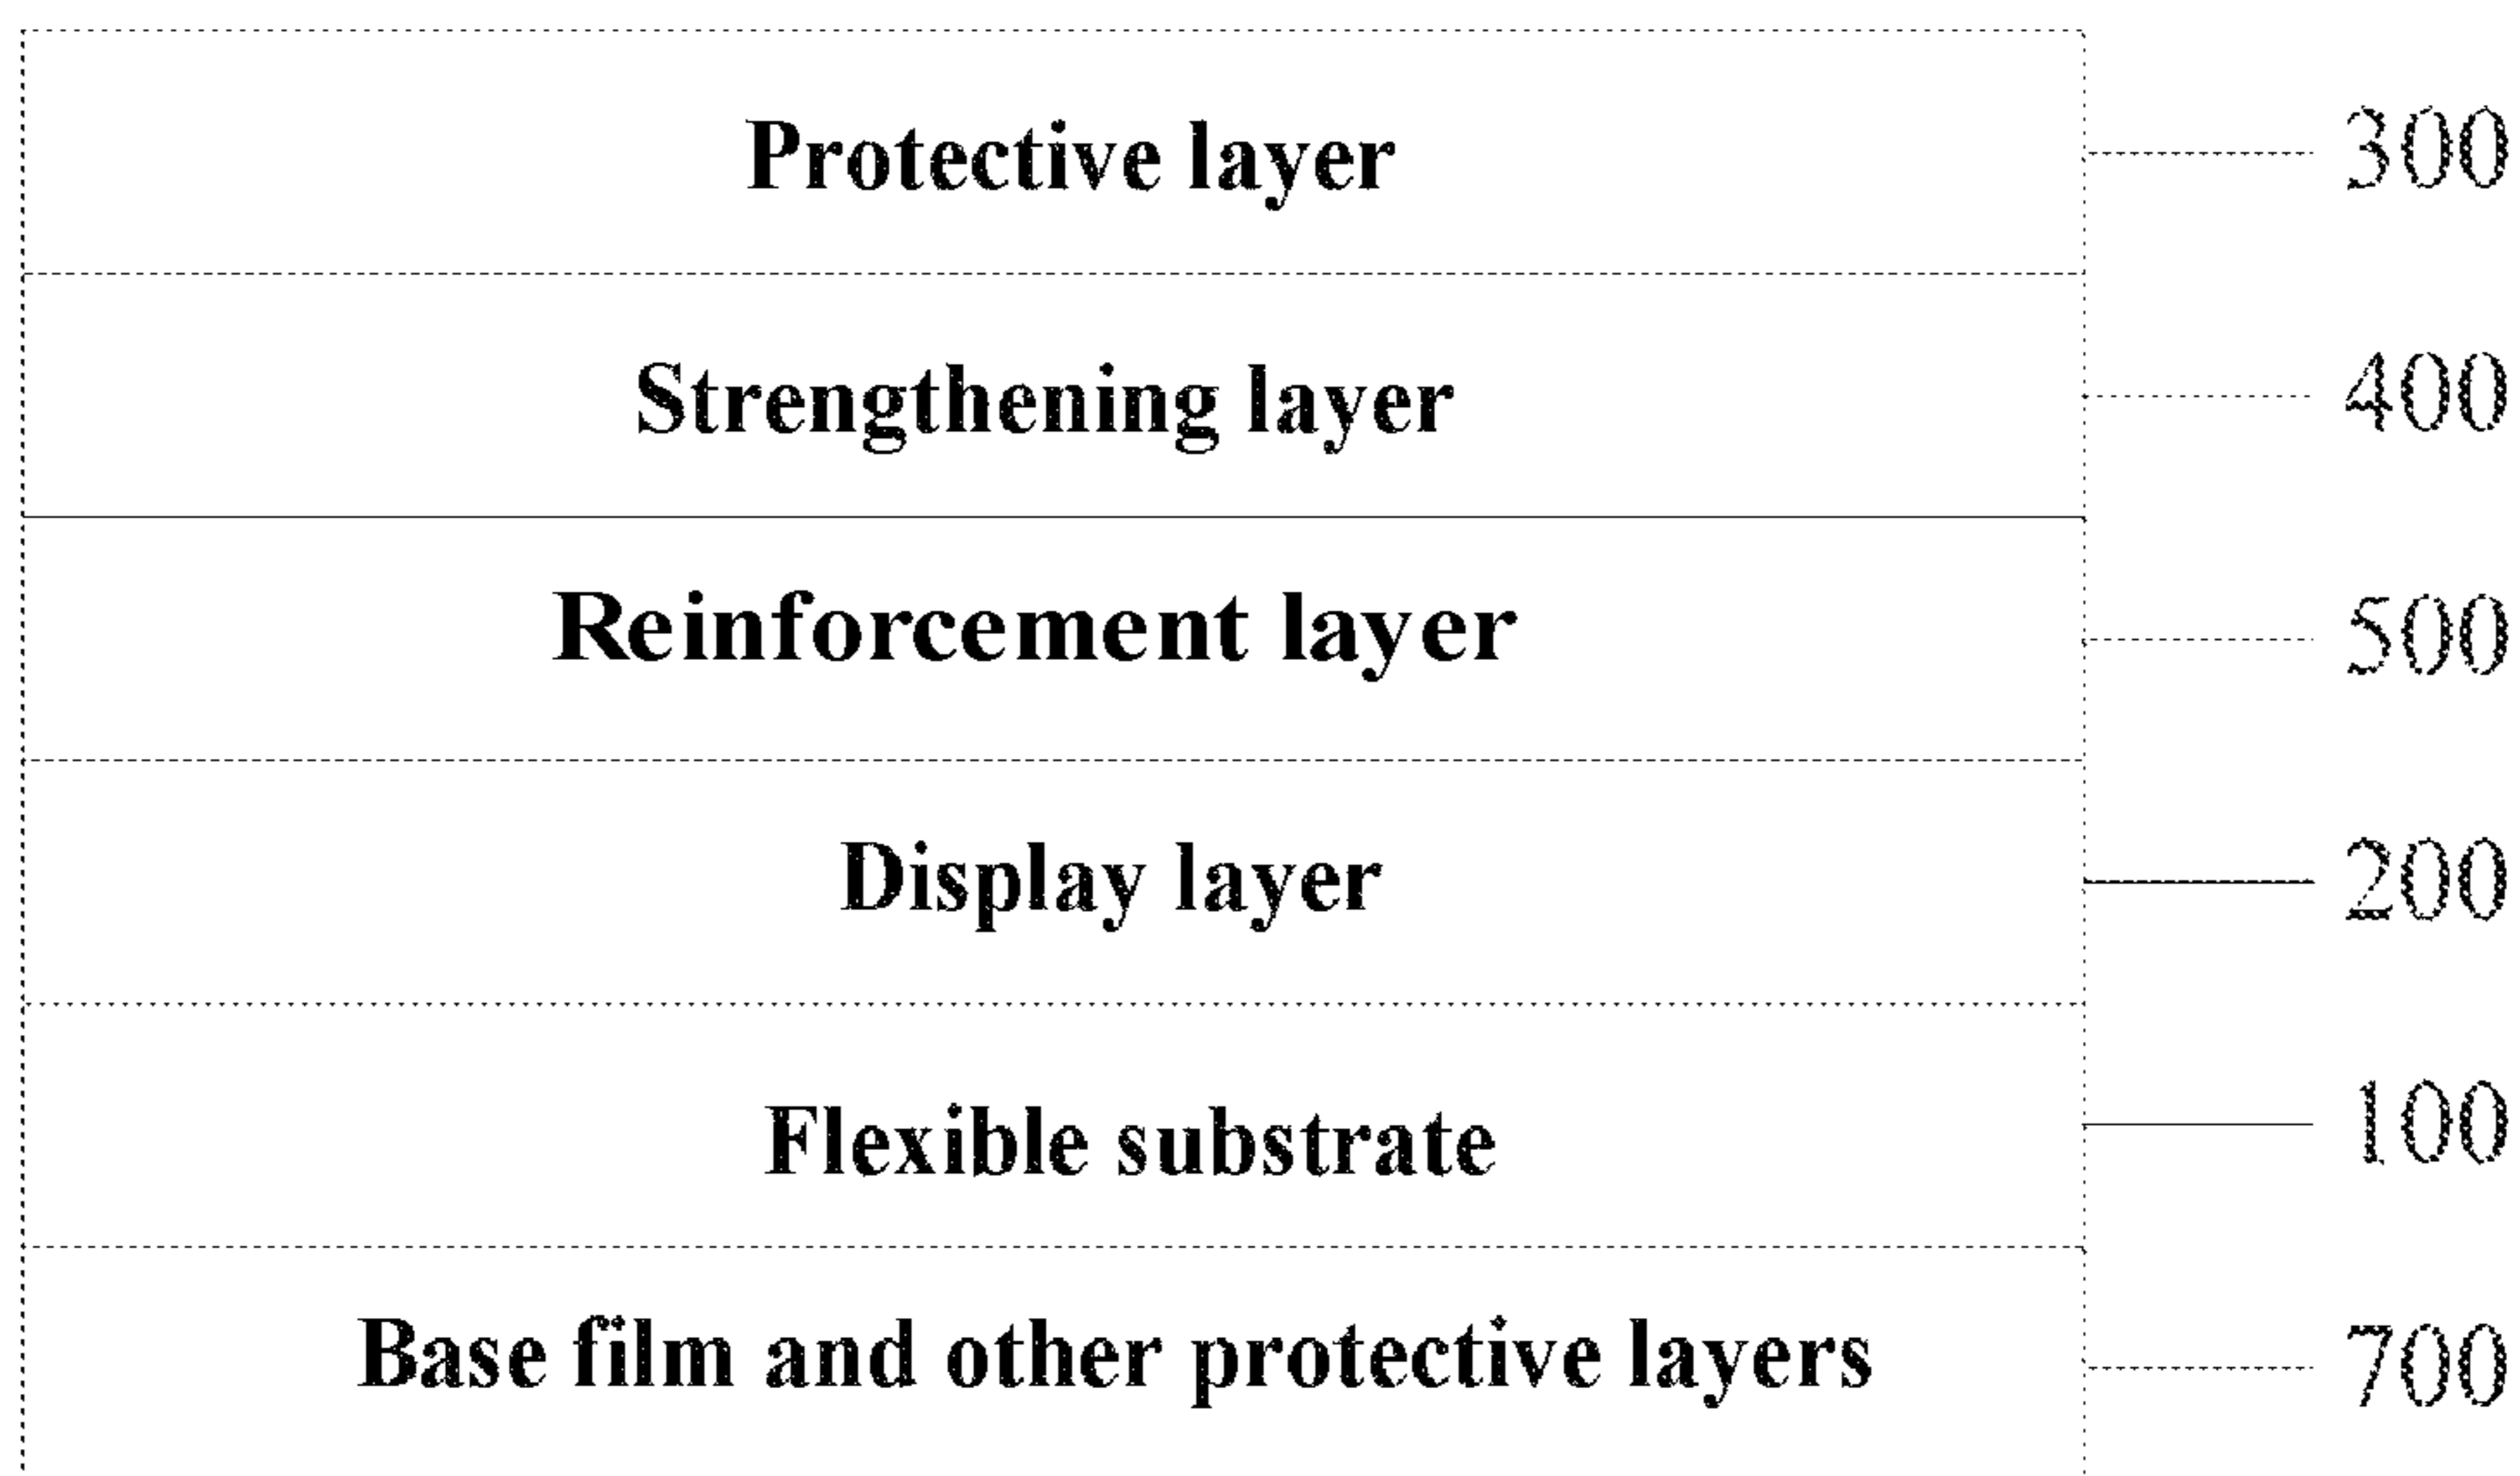 Protective layer 300
Strengthening layer 400
Reinforcement layer 500
Display layer 200
Flexible substrate 100
Base film and other protective layers 700